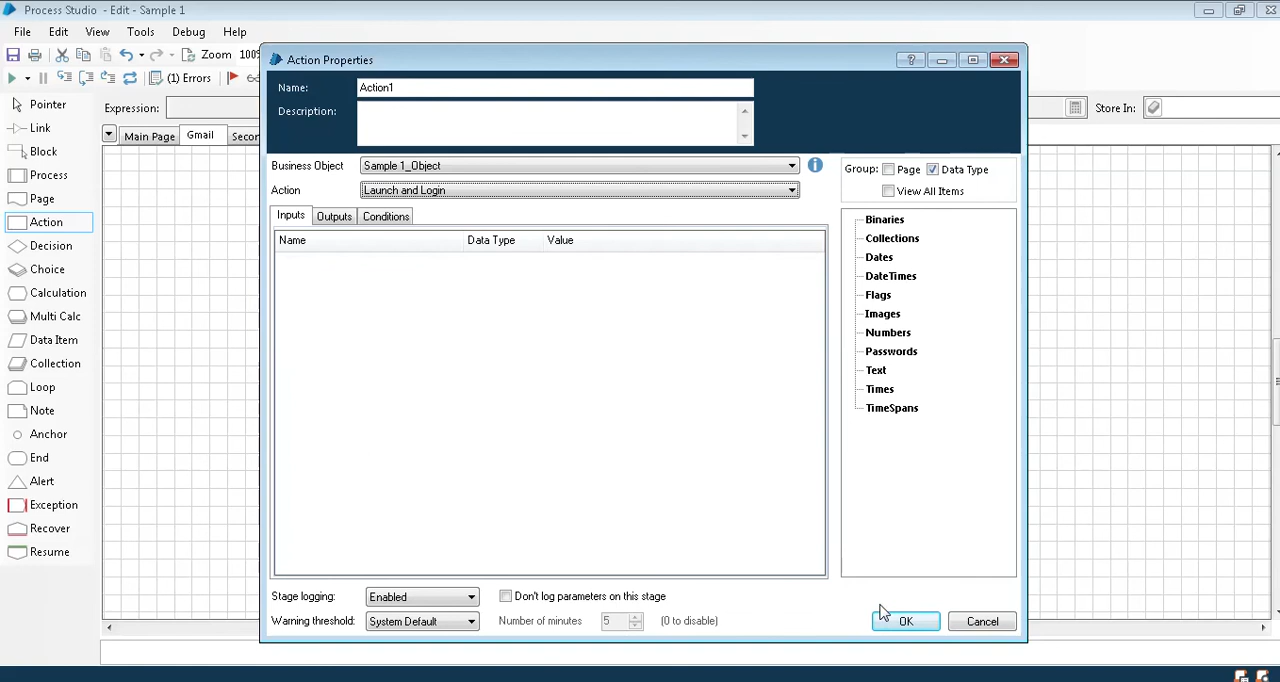 Process Studio - Edit - Sample 1
File Edit View Tools Debug Help
Zoom 100%
(1) Errors
Expression:
Store In:
Pointer
Link
Block
Process
Page
Action
Decision
Choice
Calculation
Multi Calc
Data Item
Collection
Loop
Note
Anchor
End
Alert
Exception
Recover
Resume
Main Page Gmail Secon
Action Properties
Name: Action1
Description:
Business Object Sample 1_Object
Action Launch and Login
Inputs Outputs Conditions
Name Data Type Value
Group: Page Data Type
View All Items
Binaries
Collections
Dates
DateTimes
Flags
Images
Numbers
Passwords
Text
Times
TimeSpans
Stage logging: Enabled Don't log parameters on this stage
Warning threshold: System Default Number of minutes 5 (0 to disable)
OK Cancel